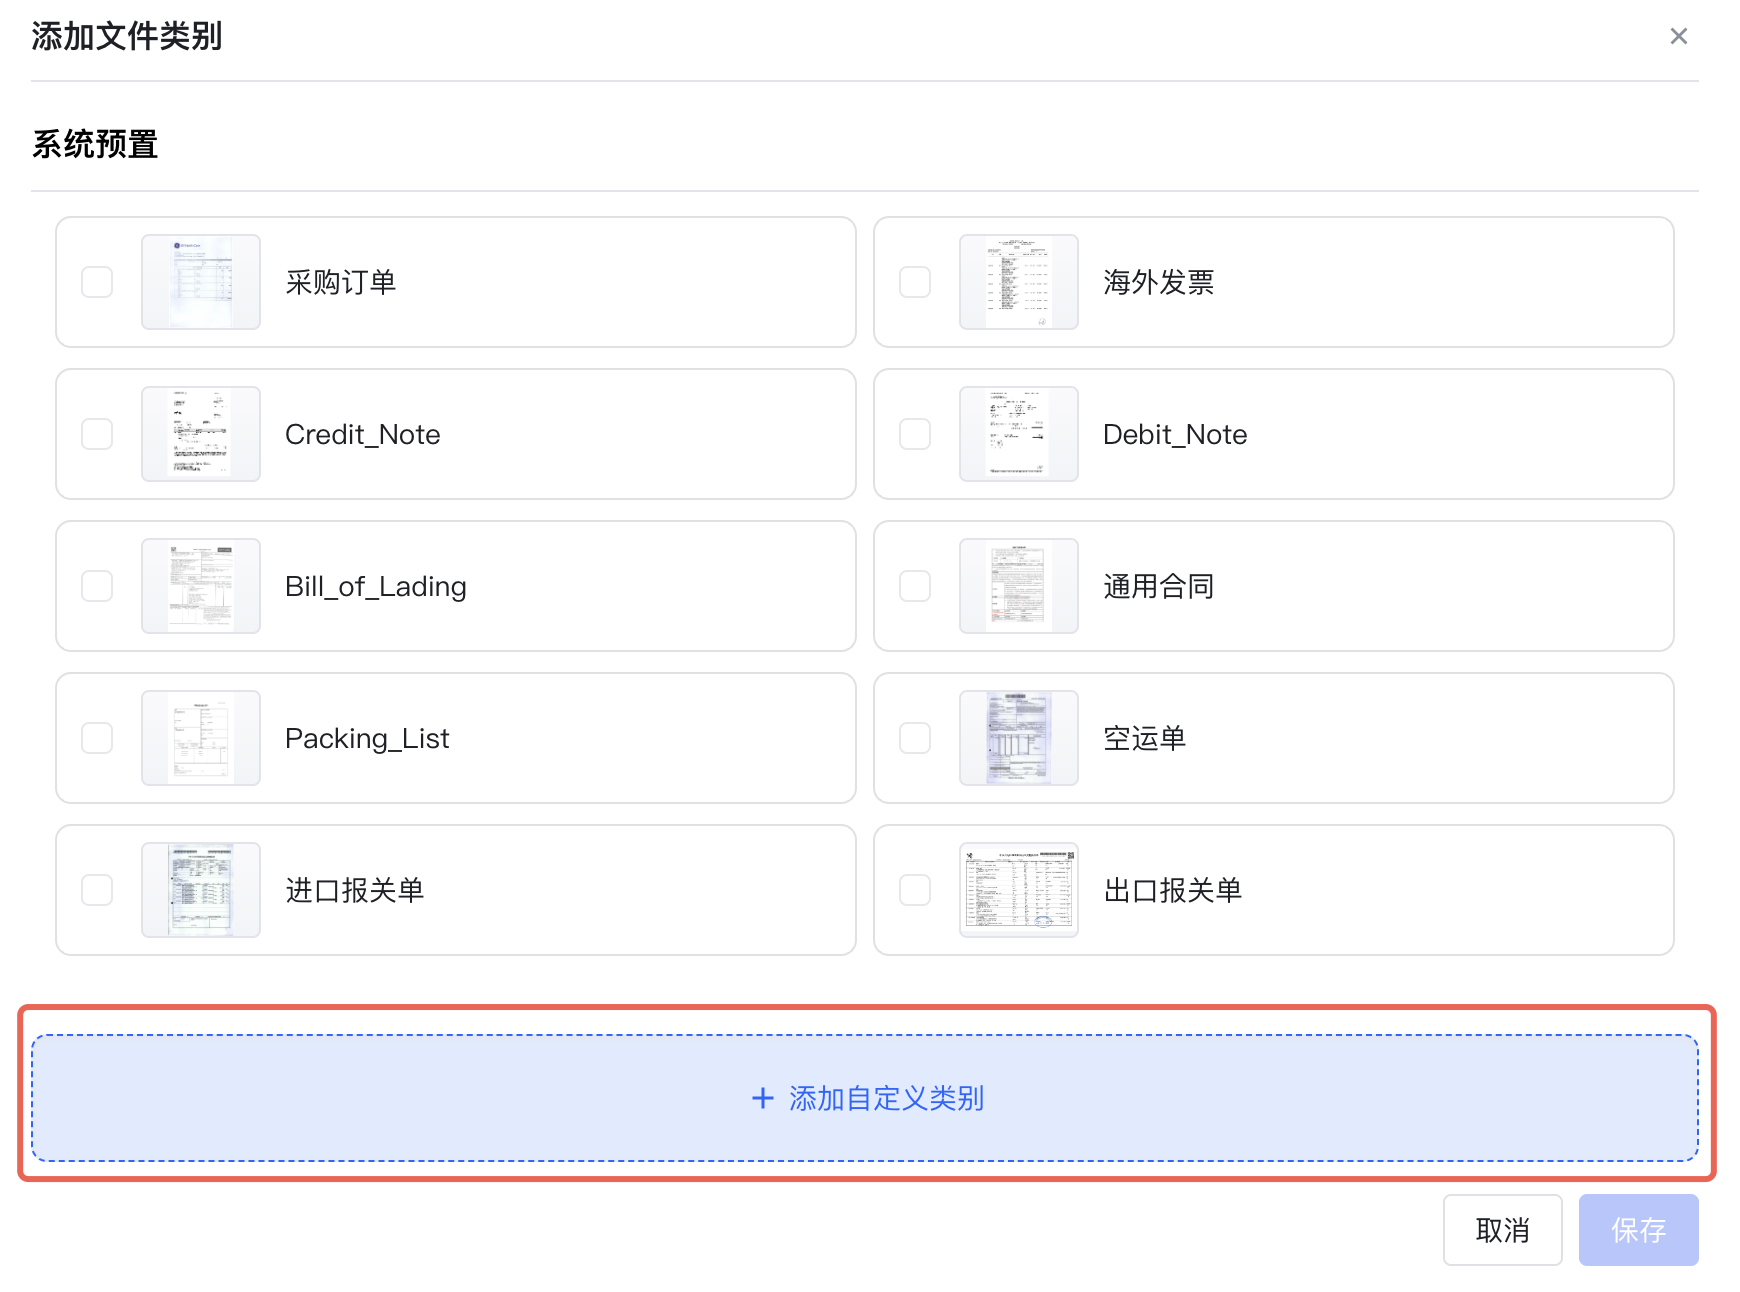 添加文件类别
系统预置
采购订单
海外发票
Credit_Note
Debit_Note
Bill_of_Lading
通用合同
Packing_List
空运单
进口报关单
出口报关单
+ 添加自定义类别
取消
保存